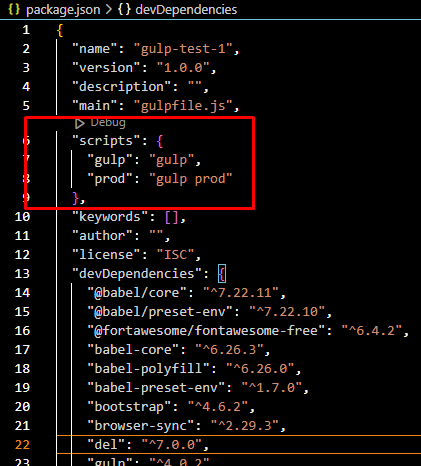 {} package.json > {} devDependencies
1 {
2 "name": "gulp-test-1",
3 "version": "1.0.0",
4 "description": "",
5 "main": "gulpfile.js",
Debug
6 "scripts": {
7 "gulp": "gulp",
8 "prod": "gulp prod"
9 },
10 "keywords": [],
11 "author": "",
12 "license": "ISC",
13 "devDependencies": {
14 "@babel/core": "^7.22.11",
15 "@babel/preset-env": "^7.22.10",
16 "@fortawesome/fontawesome-free": "^6.4.2",
17 "babel-core": "^6.26.3",
18 "babel-polyfill": "^6.26.0",
19 "babel-preset-env": "^1.7.0",
20 "bootstrap": "^4.6.2",
21 "browser-sync": "^2.29.3",
22 "del": "^7.0.0",
23 "gulp": "^4.0.2",